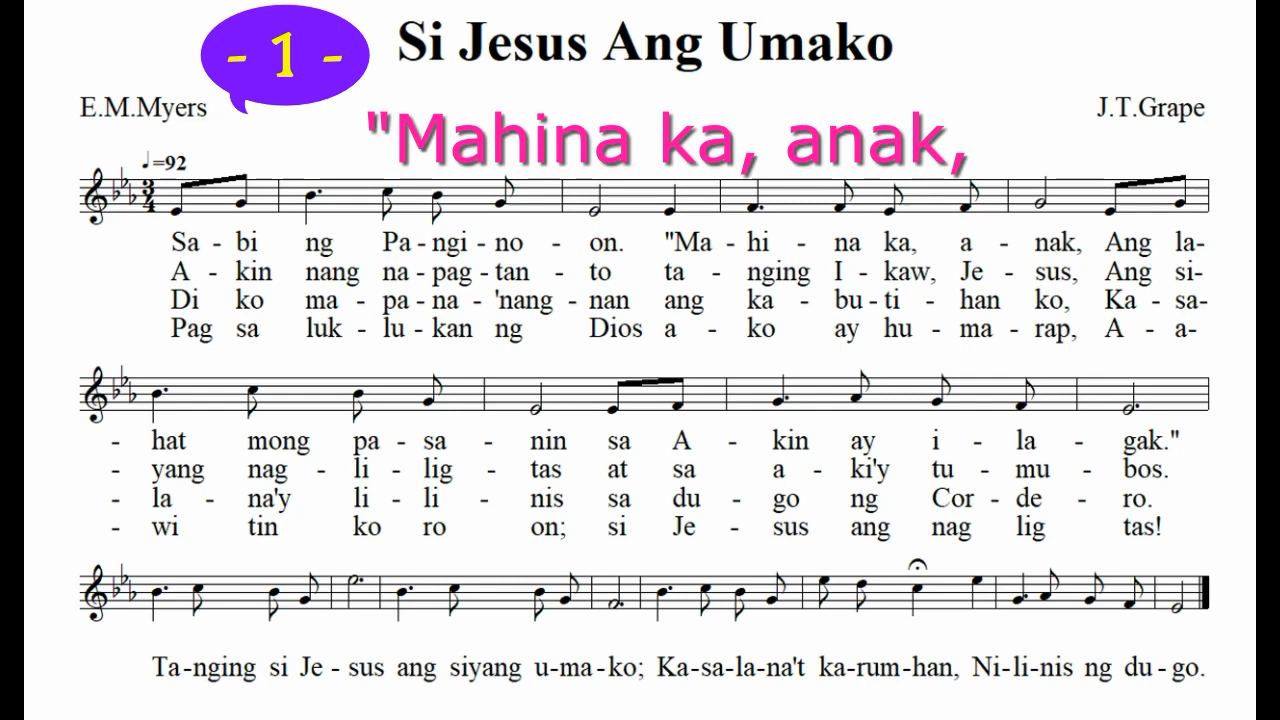 - 1 -
Si Jesus Ang Umako
E.M.Myers
J.T.Grape
"Mahina ka, anak,
♩=92
3
4
Sa - bi ng Pa - ngi - no - on. "Ma - hi - na ka, a - nak, Ang la-
A - kin nang na - pag - tan - to ta - nging I - kaw, Je - sus, Ang si-
Di ko ma - pa - na - 'nang - nan ang ka - bu - ti - han ko, Ka - sa-
Pag sa luk - lu - kan ng Dios a - ko ay hu - ma - rap, A - a-
- hat mong pa - sa - nin sa A - kin ay i - la - gak."
- yang nag - li - lig - tas at sa a - ki'y tu - mu - bos.
- la - na'y li - li - nis sa du - go ng Cor - de - ro.
- wi tin ko ro on; si Je - sus ang nag lig tas!
Ta-nging si Je - sus ang siyang u-ma-ko; Ka-sa-la-na't ka-rum-han, Ni-li-nis ng du-go.